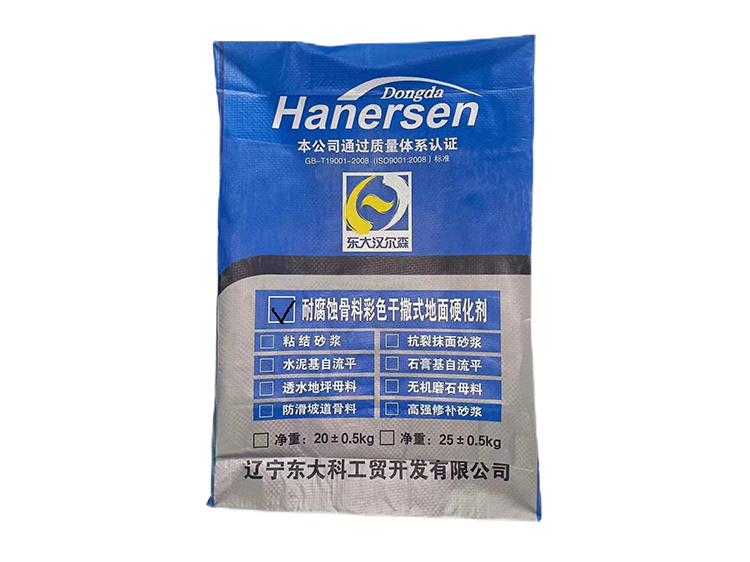 Dongda
Hanersen
本公司通过质量体系认证
GB-T19001-2008 (ISO9001:2008) 标准
东大汉尔森
耐腐蚀骨料彩色干撒式地面硬化剂
粘结砂浆 抗裂抹面砂浆
水泥基自流平 石膏基自流平
透水地坪母料 无机磨石母料
防滑坡道骨料 高强修补砂浆
净重：20±0.5kg 净重：25±0.5kg
辽宁东大科工贸开发有限公司